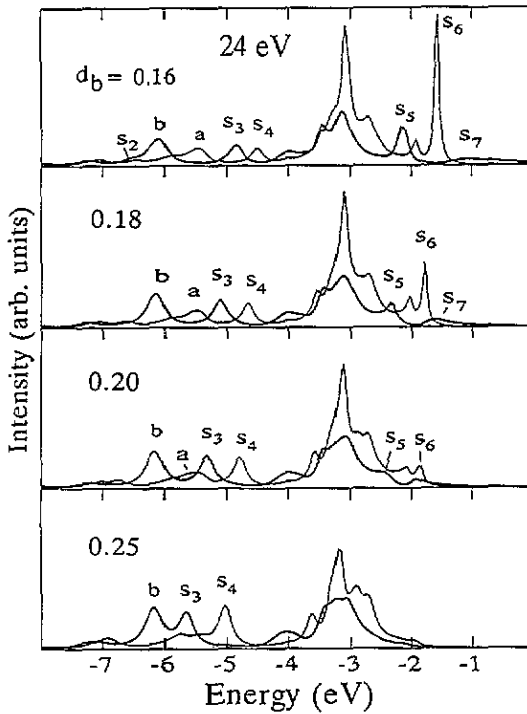 24 eV
d_b = 0.16
s₂ b a s₃ s₄ s₅ s₆ s₇
0.18
b a s₃ s₄ s₅ s₆ s₇
0.20
b a s₃ s₄ s₅ s₆
0.25
b s₃ s₄
-7 -6 -5 -4 -3 -2 -1
Energy (eV)
Intensity (arb. units)